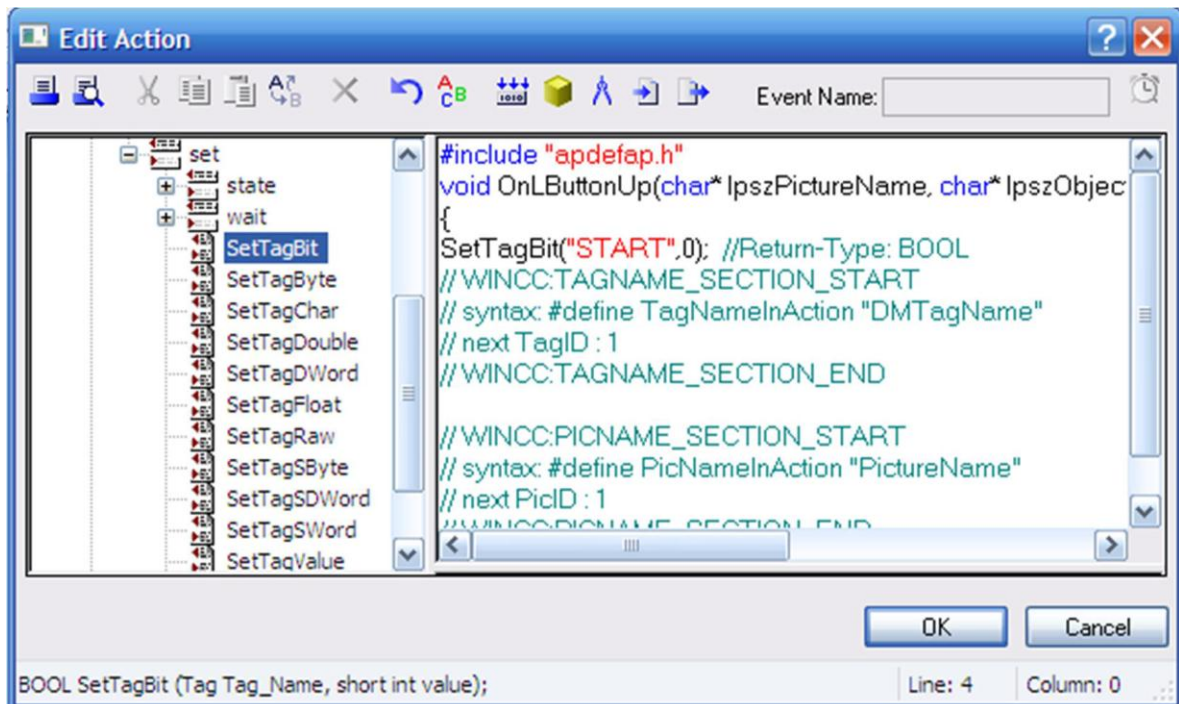 Edit Action
Event Name:
set
state
wait
SetTagBit
SetTagByte
SetTagChar
SetTagDouble
SetTagDWord
SetTagFloat
SetTagRaw
SetTagSByte
SetTagSDWord
SetTagSWord
SetTagValue
#include "apdefap.h"
void OnLButtonUp(char* lpszPictureName, char* lpszObjec
{
SetTagBit("START",0); //Return-Type: BOOL
// WINCC:TAGNAME_SECTION_START
// syntax: #define TagNameInAction "DMTagName"
// next TagID : 1
// WINCC:TAGNAME_SECTION_END
// WINCC:PICNAME_SECTION_START
// syntax: #define PicNameInAction "PictureName"
// next PicID : 1
// WINCC:PICNAME_SECTION_END
OK
Cancel
BOOL SetTagBit (Tag Tag_Name, short int value);
Line: 4
Column: 0